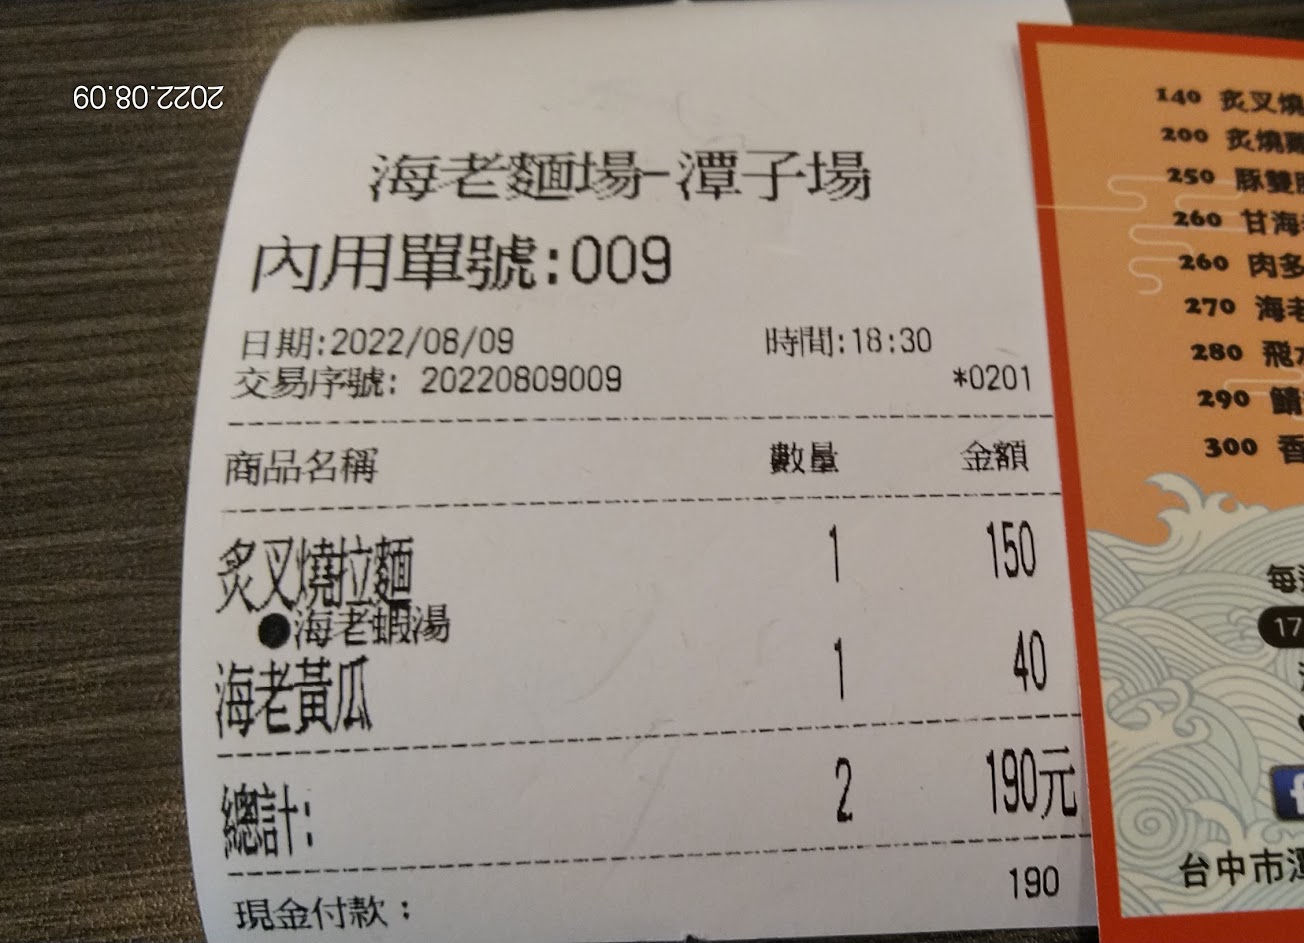 2022.08.09
海老麵場-潭子場
內用單號:009
日期:2022/08/09 時間:18:30
交易序號: 20220809009 *0201
商品名稱 數量 金額
炙叉燒拉麵 1 150
●海老蝦湯
海老黃瓜 1 40
總計: 2 190元
現金付款： 190
140 炙叉燒
200 炙燒雞
250 豚雙
260 甘海
260 肉多
270 海老
280 飛
290 鯖
300 香
每
17
f
台中市潭